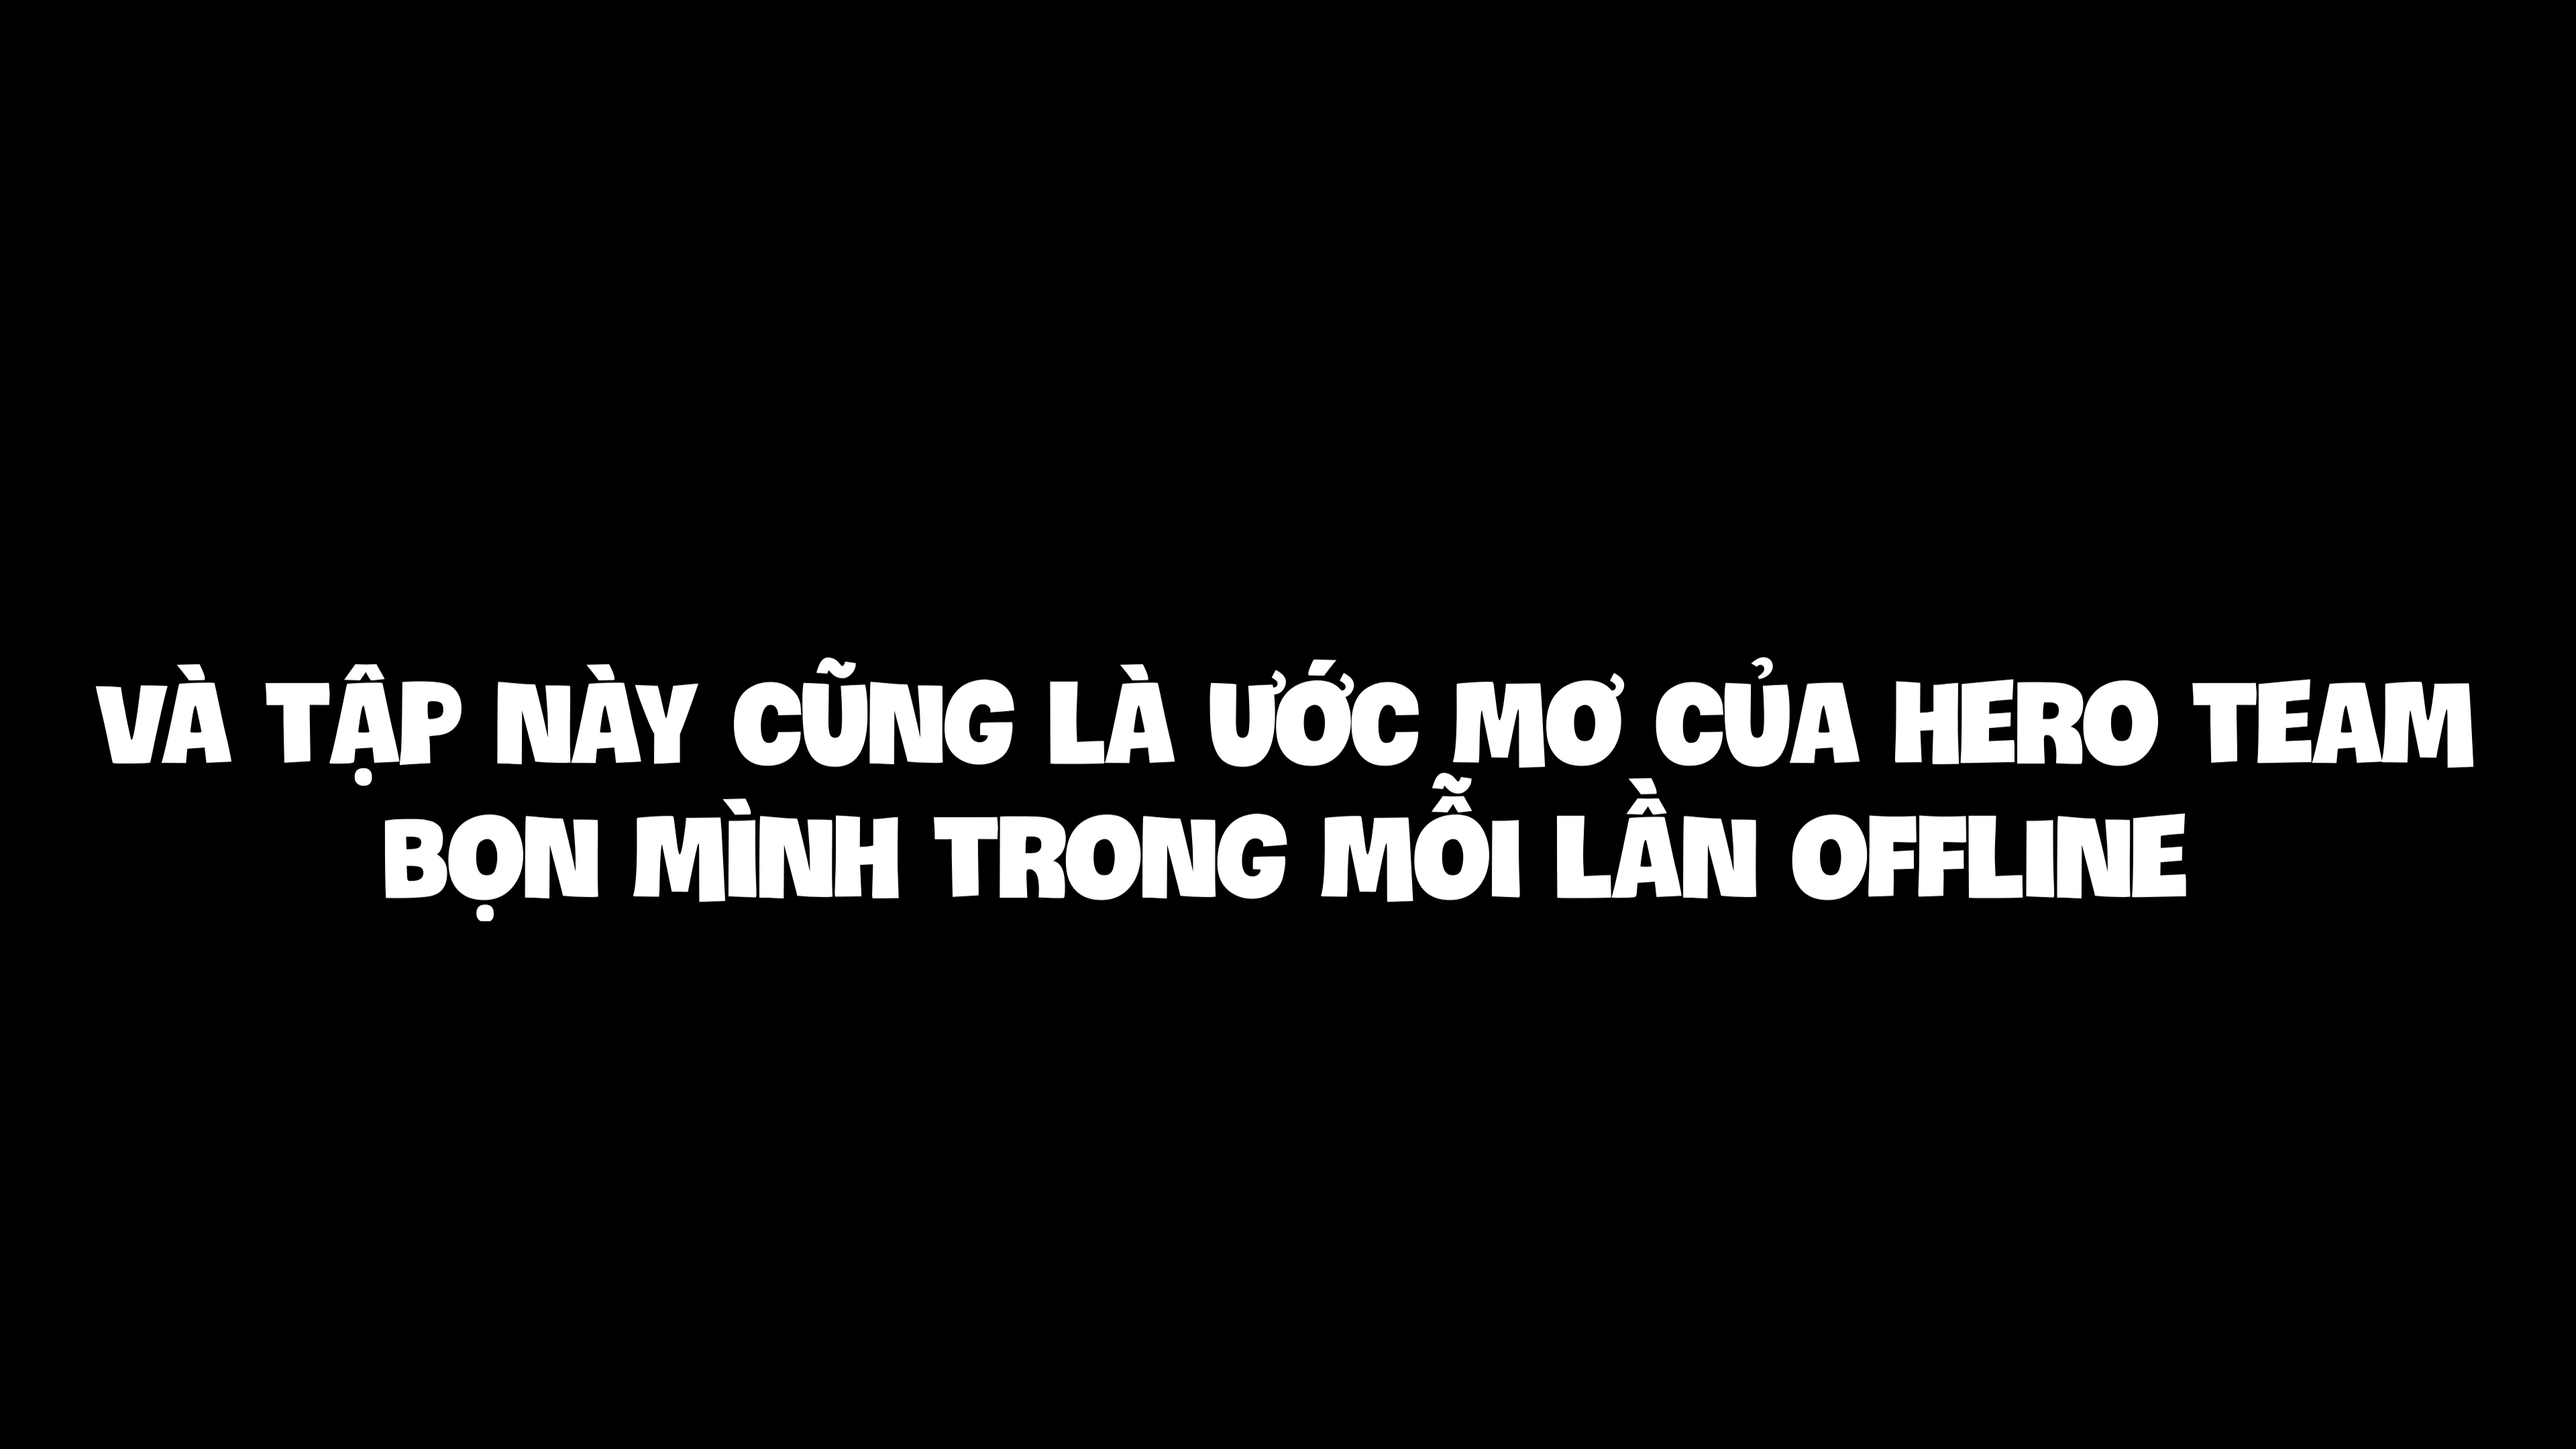 VÀ TẬP NÀY CŨNG LÀ ƯỚC MƠ CỦA HERO TEAM
BỌN MÌNH TRONG MỖI LẦN OFFLINE